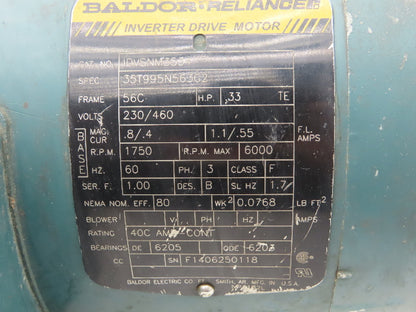 BALDOR·RELIANCE
INVERTER DRIVE MOTOR
CAT. NO.
SPEC. 35T995N563G2
FRAME 56C H.P. .33 TE
VOLTS 230/460
MAG. CUR .8/.4 1.1/.55 F.L. AMPS
BASE R.P.M. 1750 R.P.M. MAX 6000
HZ. 60 PH. 3 CLASS F
SER. F. 1.00 DES. B SL HZ 1.7
NEMA NOM. EFF. 80 WK² 0.0768 LB FT²
BLOWER V PH HZ AMPS
RATING 40C AMB CONT
BEARINGS DE 6205 ODE 6203
CC SN F1406250118
BALDOR ELECTRIC CO. FT. SMITH, AR. MFG. IN U.S.A.